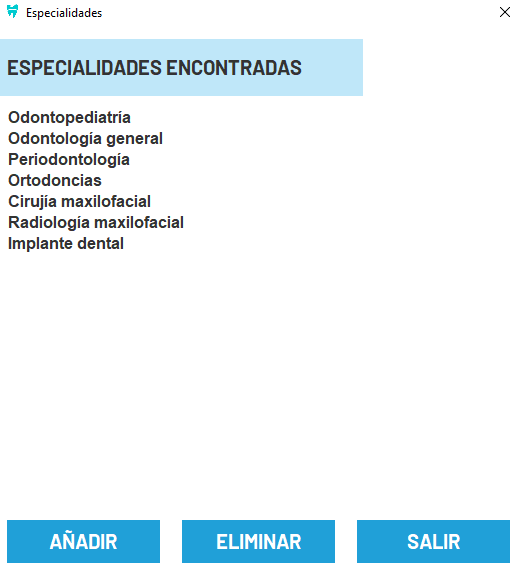 Especialidades
ESPECIALIDADES ENCONTRADAS
Odontopediatría
Odontología general
Periodontología
Ortodoncias
Cirujía maxilofacial
Radiología maxilofacial
Implante dental
AÑADIR
ELIMINAR
SALIR